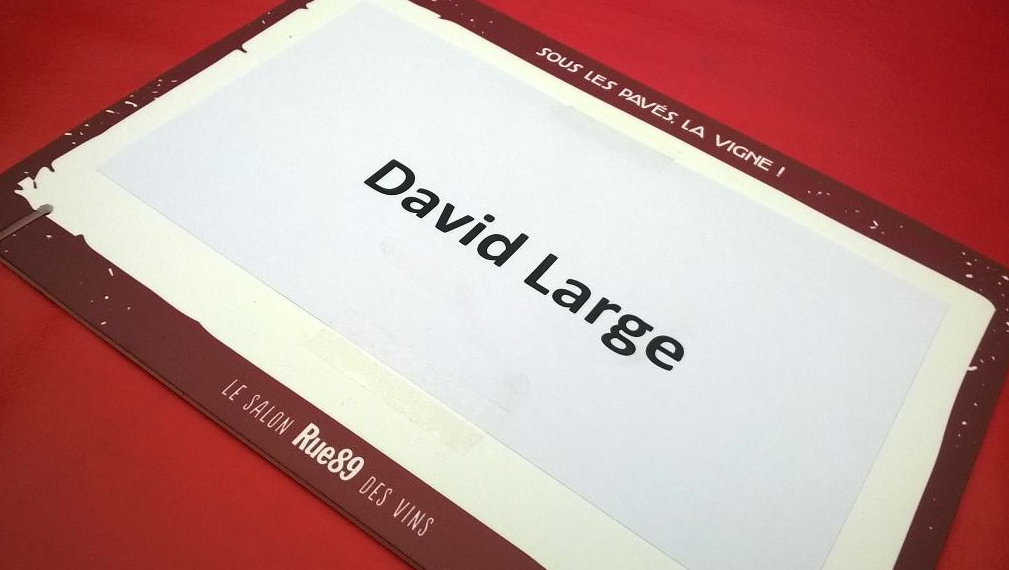 SOUS LES PAVÉS, LA VIGNE !
David Large
LE SALON Rue89 DES VINS